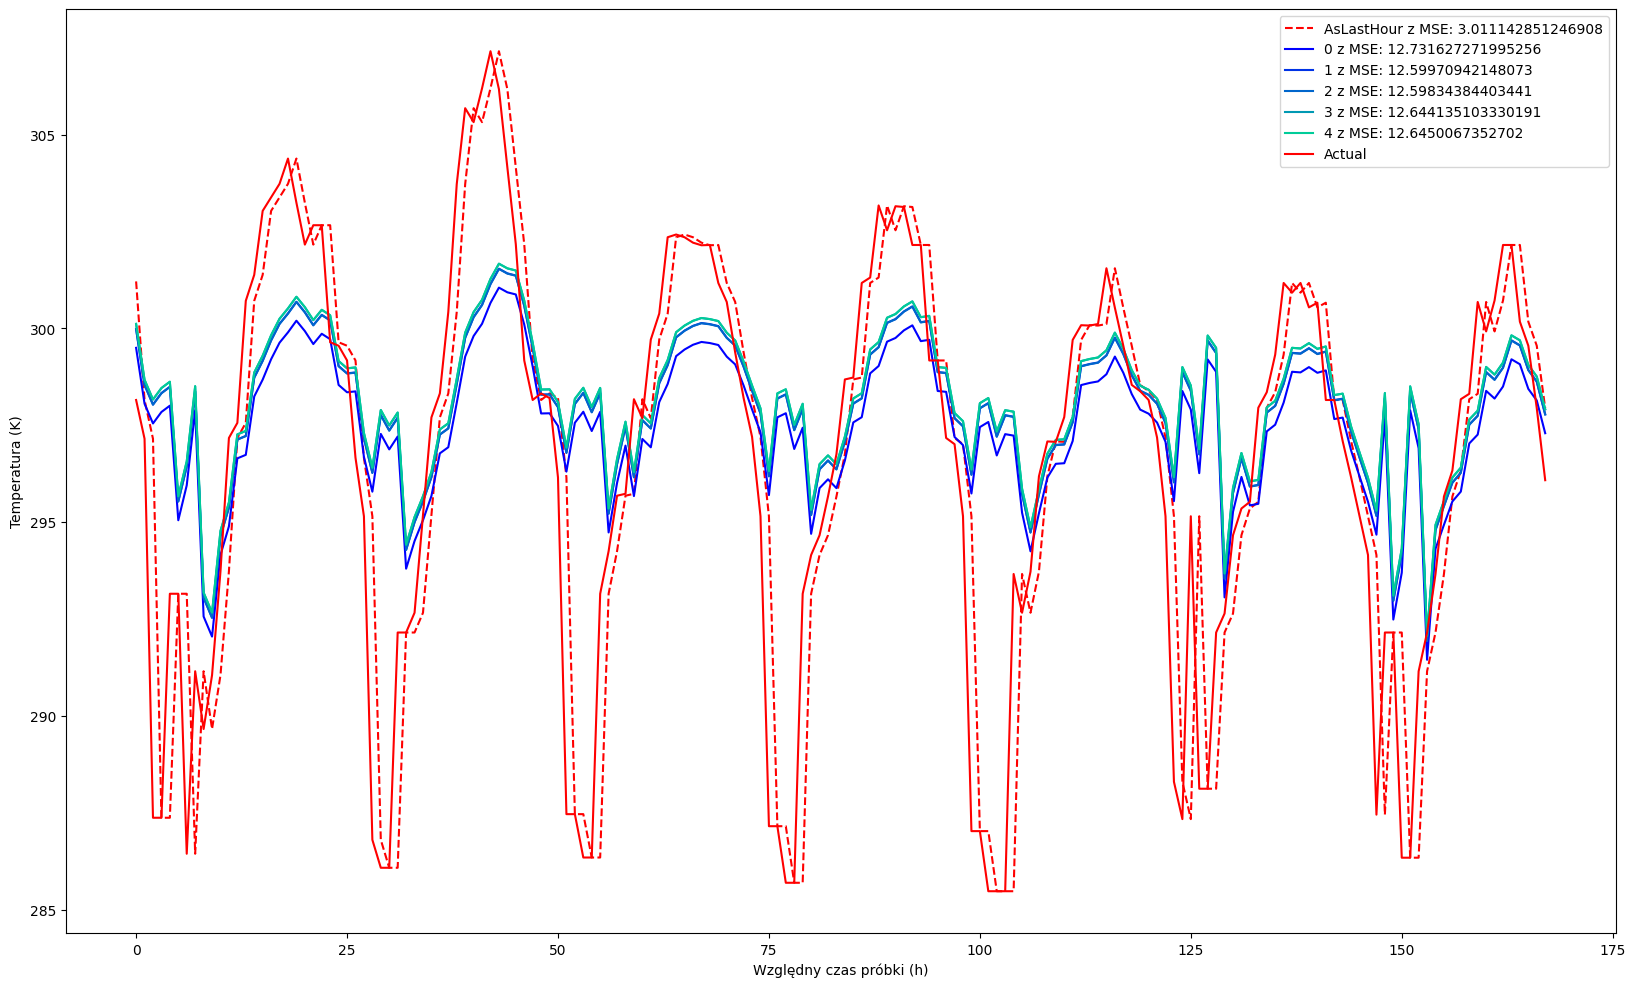 AsLastHour z MSE: 3.011142851246908
0 z MSE: 12.731627271995256
1 z MSE: 12.59970942148073
2 z MSE: 12.59834384403441
3 z MSE: 12.644135103330191
4 z MSE: 12.6450067352702
Actual
305
300
295
290
285
Temperatura (K)
0 25 50 75 100 125 150 175
Względny czas próbki (h)